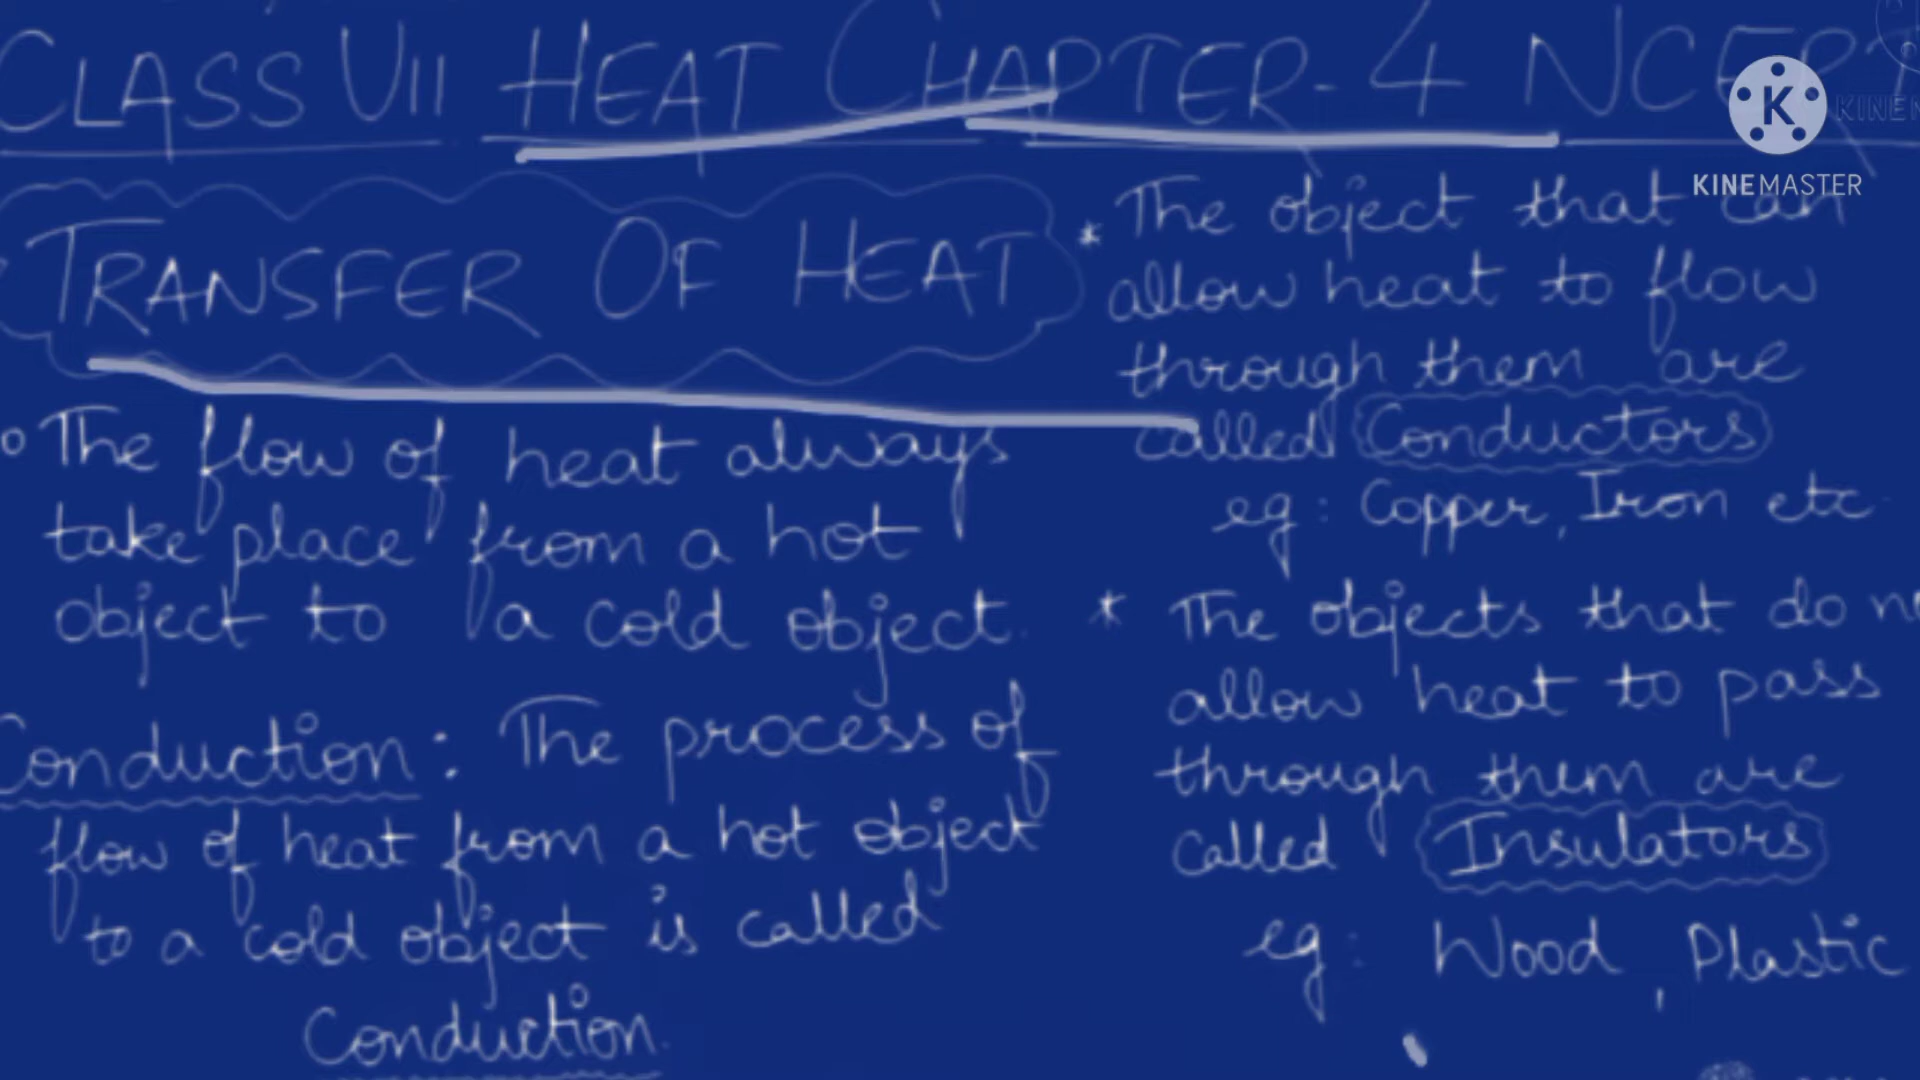 CLASS VII HEAT CHAPTER-4 NCERT
TRANSFER OF HEAT
The flow of heat always
take place from a hot
object to a cold object.
Conduction: The process of
flow of heat from a hot object
to a cold object is called
Conduction.
* The object that can
allow heat to flow
through them are
called Conductors
eg: Copper, Iron etc
* The objects that do
allow heat to pass
through them are
called Insulators
eg: Wood, Plastic
K
KINEMASTER